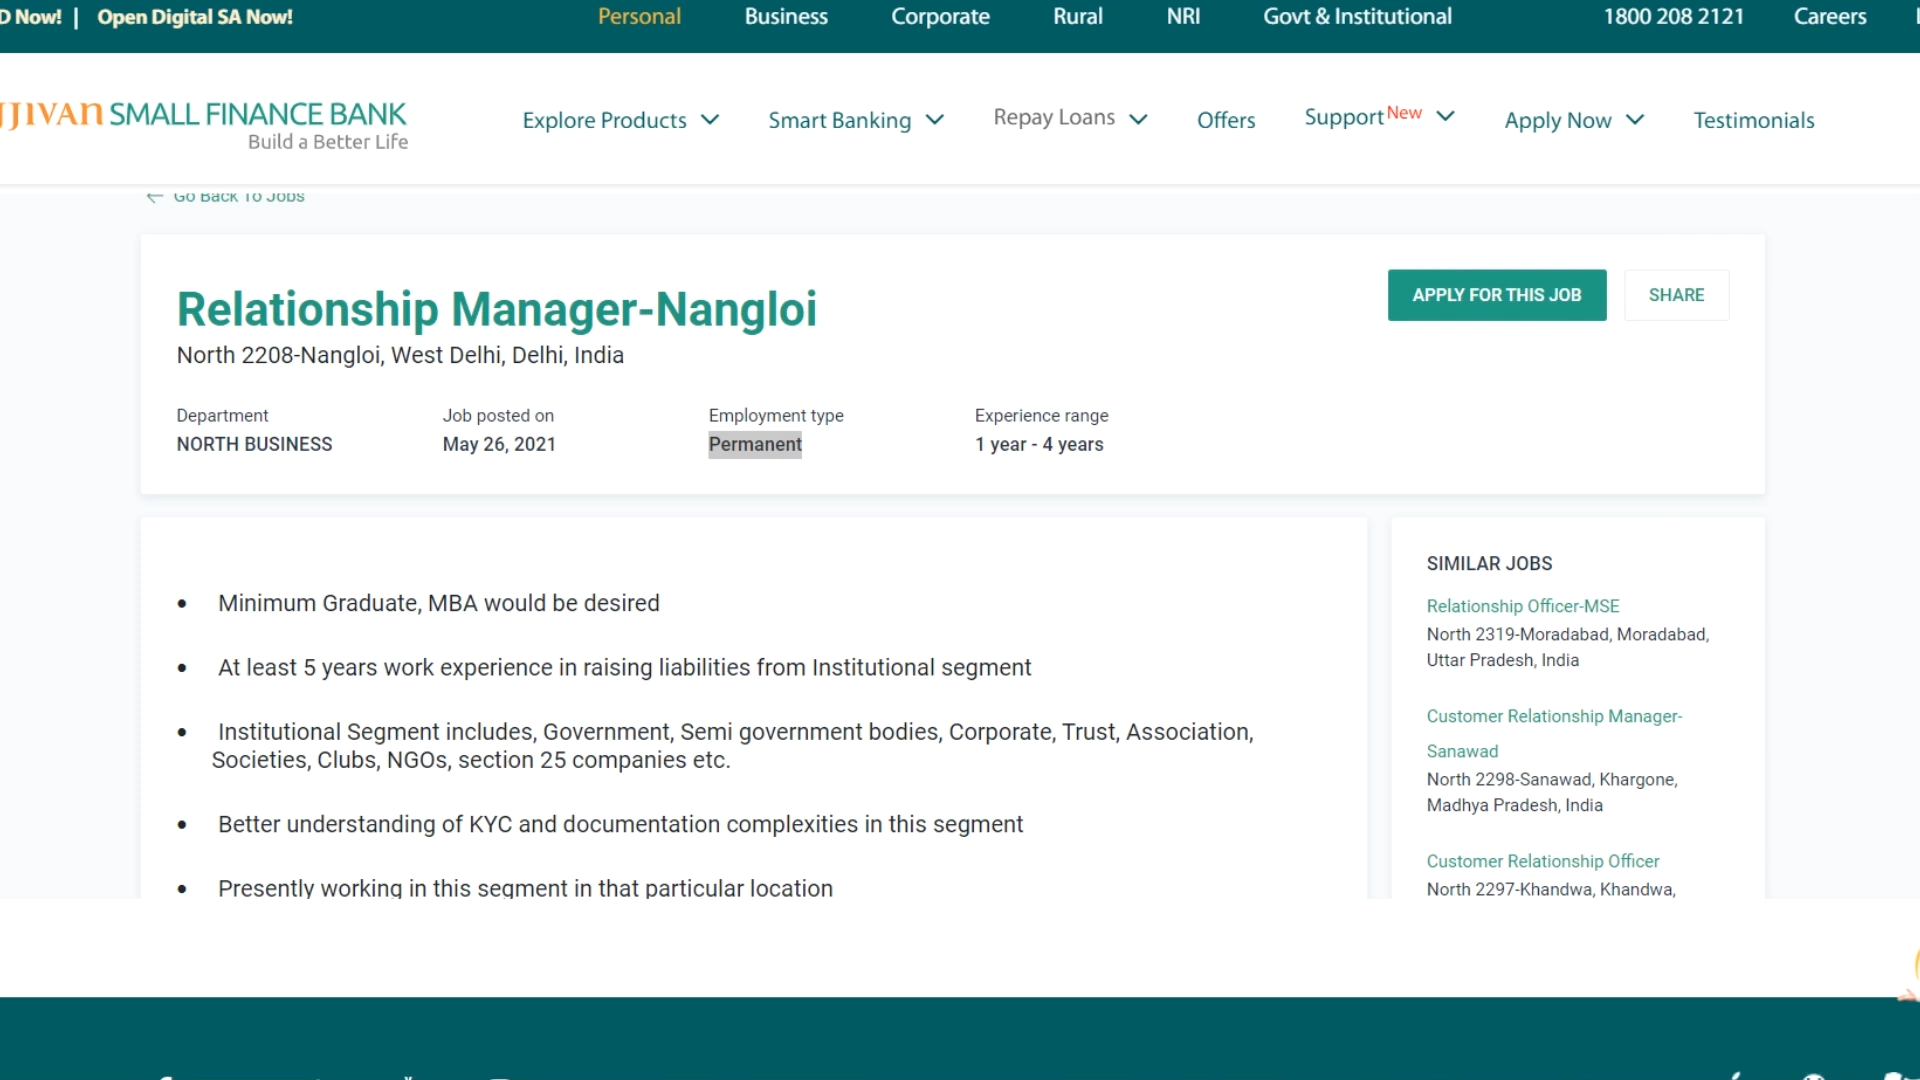 D Now! | Open Digital SA Now! Personal Business Corporate Rural NRI Govt & Institutional 1800 208 2121 Careers
JJIVAN SMALL FINANCE BANK
Build a Better Life
Explore Products Smart Banking Repay Loans Offers Support New Apply Now Testimonials
Go Back To Jobs
Relationship Manager-Nangloi
North 2208-Nangloi, West Delhi, Delhi, India
APPLY FOR THIS JOB SHARE
Department Job posted on Employment type Experience range
NORTH BUSINESS May 26, 2021 Permanent 1 year - 4 years
• Minimum Graduate, MBA would be desired
• At least 5 years work experience in raising liabilities from Institutional segment
• Institutional Segment includes, Government, Semi government bodies, Corporate, Trust, Association,
Societies, Clubs, NGOs, section 25 companies etc.
• Better understanding of KYC and documentation complexities in this segment
• Presently working in this segment in that particular location
SIMILAR JOBS
Relationship Officer-MSE
North 2319-Moradabad, Moradabad,
Uttar Pradesh, India
Customer Relationship Manager-
Sanawad
North 2298-Sanawad, Khargone,
Madhya Pradesh, India
Customer Relationship Officer
North 2297-Khandwa, Khandwa,